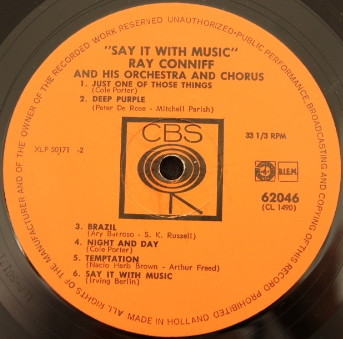 ALL RIGHTS OF THE MANUFACTURER AND OF THE OWNER OF THE RECORDED WORK RESERVED. UNAUTHORIZED PUBLIC PERFORMANCE, BROADCASTING AND COPYING OF THIS RECORD PROHIBITED
"SAY IT WITH MUSIC"
RAY CONNIFF
AND HIS ORCHESTRA AND CHORUS
1. JUST ONE OF THOSE THINGS
(Cole Porter)
2. DEEP PURPLE
(Peter De Rose - Mitchell Parish)
CBS
XLP 50171 -2
33 1/3 RPM
B.I.E.M.
62046
(CL 1490)
3. BRAZIL
(Ary Barroso - S. K. Russell)
4. NIGHT AND DAY
(Cole Porter)
5. TEMPTATION
(Nacio Herb Brown - Arthur Freed)
6. SAY IT WITH MUSIC
(Irving Berlin)
MADE IN HOLLAND